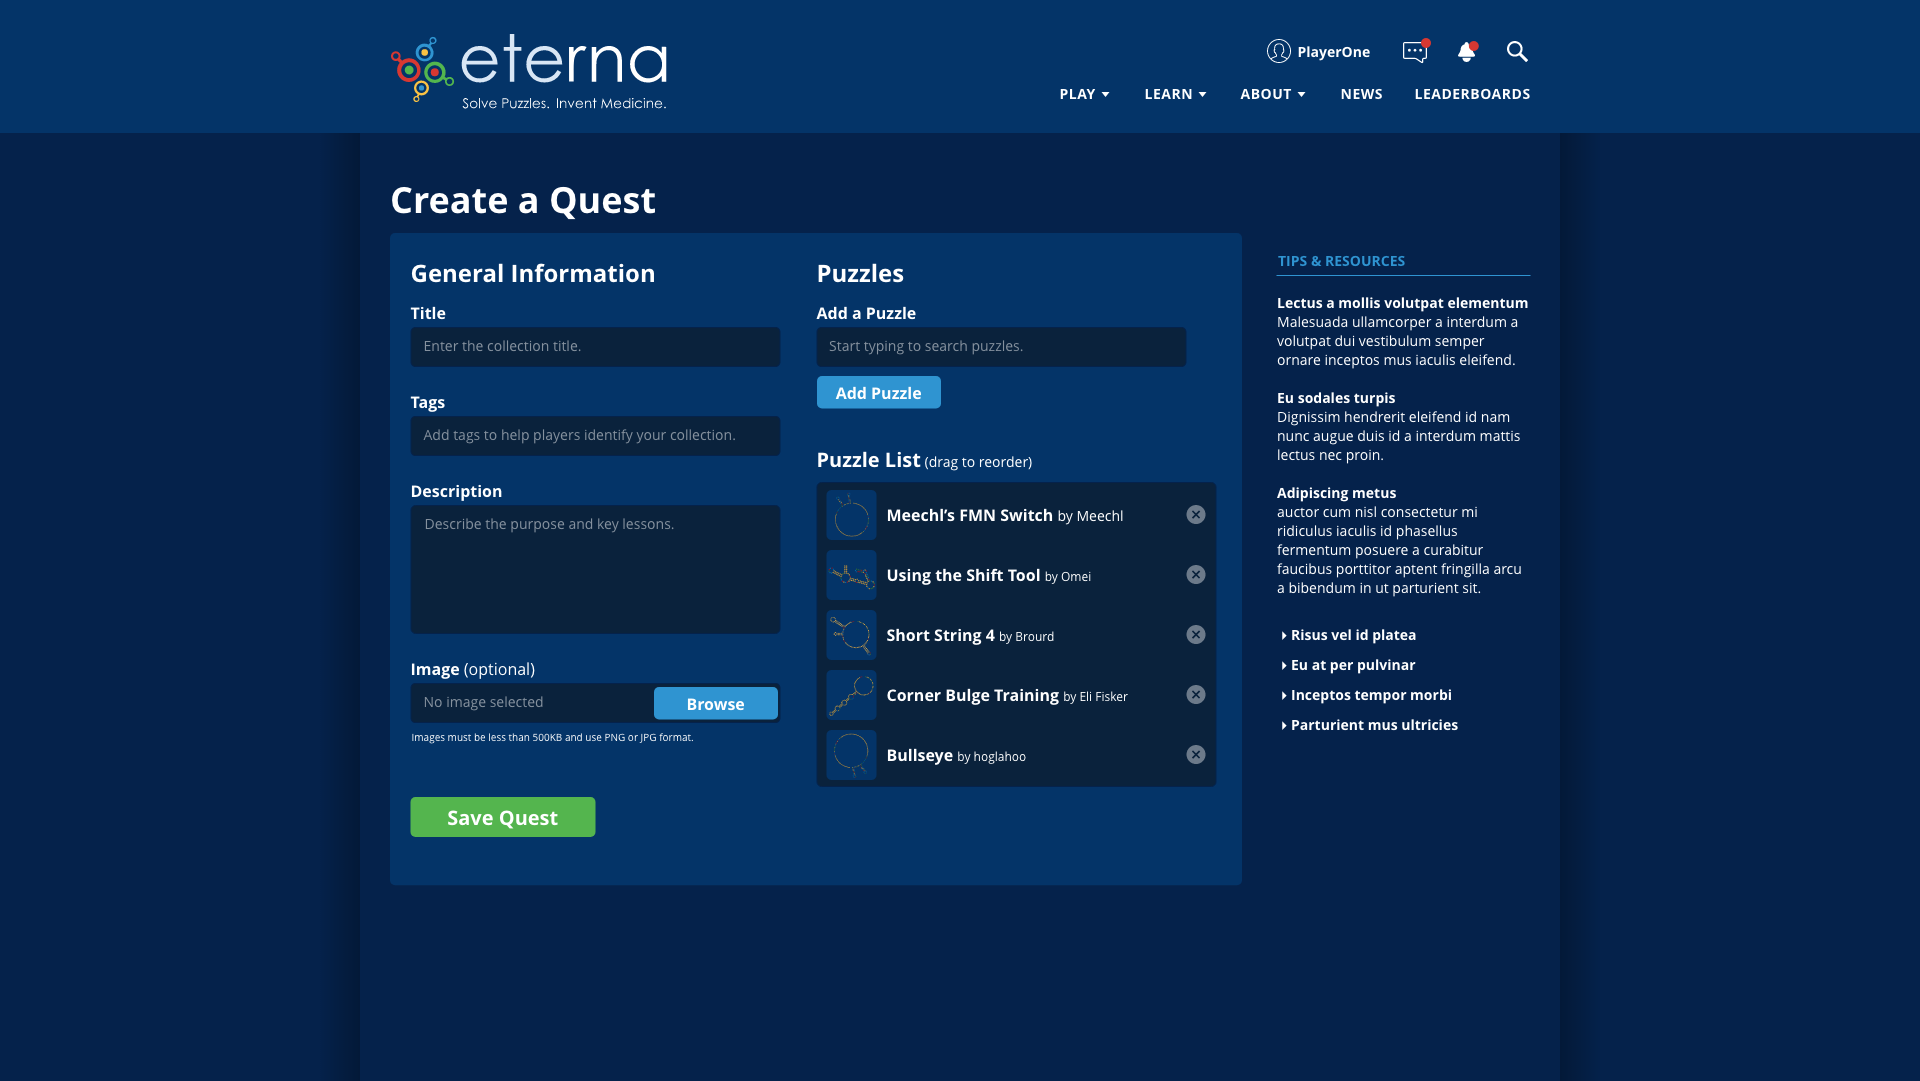 eterna
Solve Puzzles. Invent Medicine.
PlayerOne
PLAY LEARN ABOUT NEWS LEADERBOARDS
Create a Quest
General Information
Title
Enter the collection title.
Tags
Add tags to help players identify your collection.
Description
Describe the purpose and key lessons.
Image (optional)
No image selected
Browse
Images must be less than 500KB and use PNG or JPG format.
Save Quest
Puzzles
Add a Puzzle
Start typing to search puzzles.
Add Puzzle
Puzzle List (drag to reorder)
Meechl’s FMN Switch by Meechl
Using the Shift Tool by Omei
Short String 4 by Brourd
Corner Bulge Training by Eli Fisker
Bullseye by hoglahoo
TIPS & RESOURCES
Lectus a mollis volutpat elementum
Malesuada ullamcorper a interdum a
volutpat dui vestibulum semper
ornare inceptos mus iaculis eleifend.
Eu sodales turpis
Dignissim hendrerit eleifend id nam
nunc augue duis id a interdum mattis
lectus nec proin.
Adipiscing metus
auctor cum nisl consectetur mi
ridiculus iaculis id phasellus
fermentum posuere a curabitur
faucibus porttitor aptent fringilla arcu
a bibendum in ut parturient sit.
Risus vel id platea
Eu at per pulvinar
Inceptos tempor morbi
Parturient mus ultricies